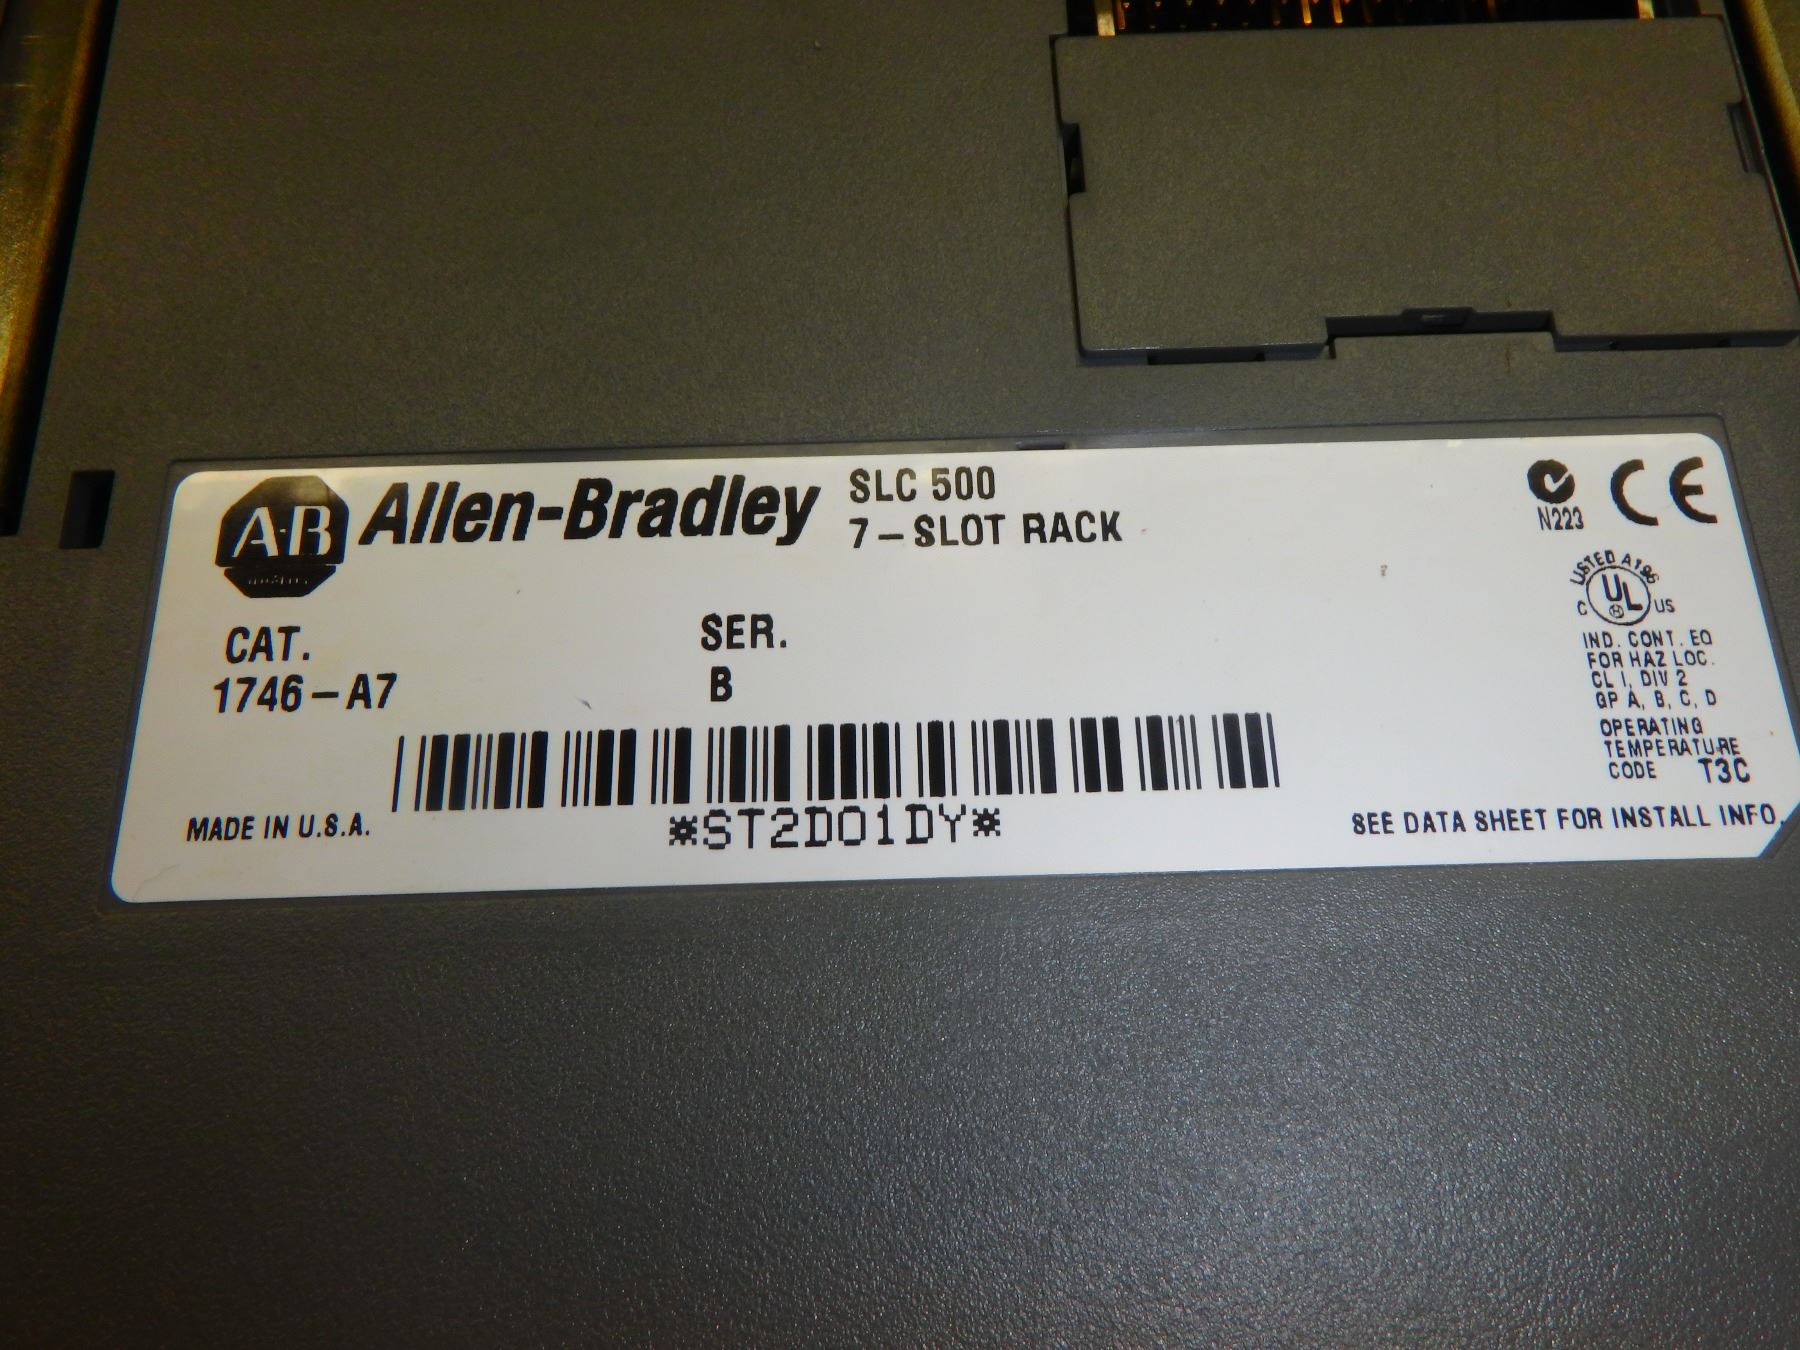 A·B Allen-Bradley
SLC 500
7-SLOT RACK
N223
CE
LISTED A196
C UL US
IND. CONT. EQ
FOR HAZ LOC.
CL I, DIV 2
GP A, B, C, D
OPERATING
TEMPERATURE
CODE T3C
CAT.
1746-A7
SER.
B
MADE IN U.S.A.
*ST2D01DY*
SEE DATA SHEET FOR INSTALL INFO.